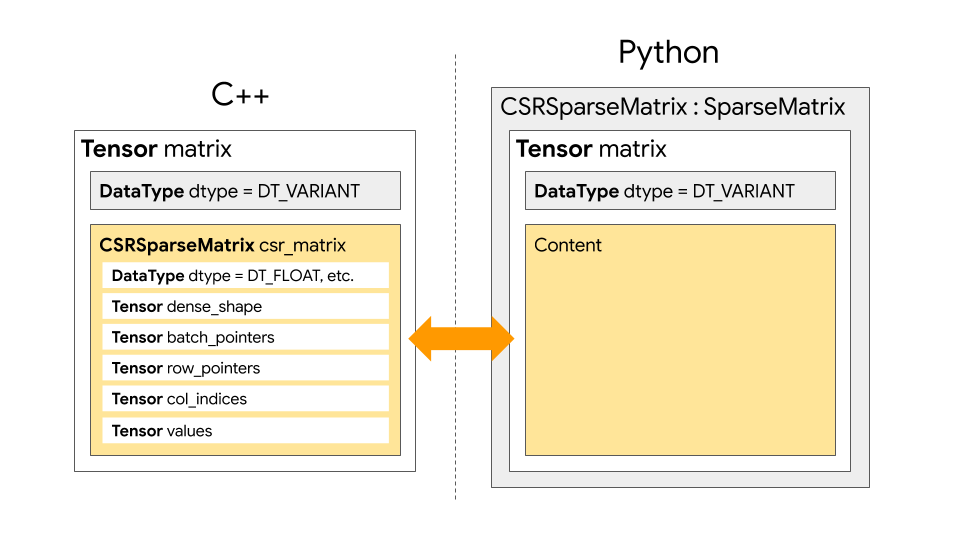 C++
Tensor matrix
DataType dtype = DT_VARIANT
CSRSparseMatrix csr_matrix
DataType dtype = DT_FLOAT, etc.
Tensor dense_shape
Tensor batch_pointers
Tensor row_pointers
Tensor col_indices
Tensor values
Python
CSRSparseMatrix : SparseMatrix
Tensor matrix
DataType dtype = DT_VARIANT
Content